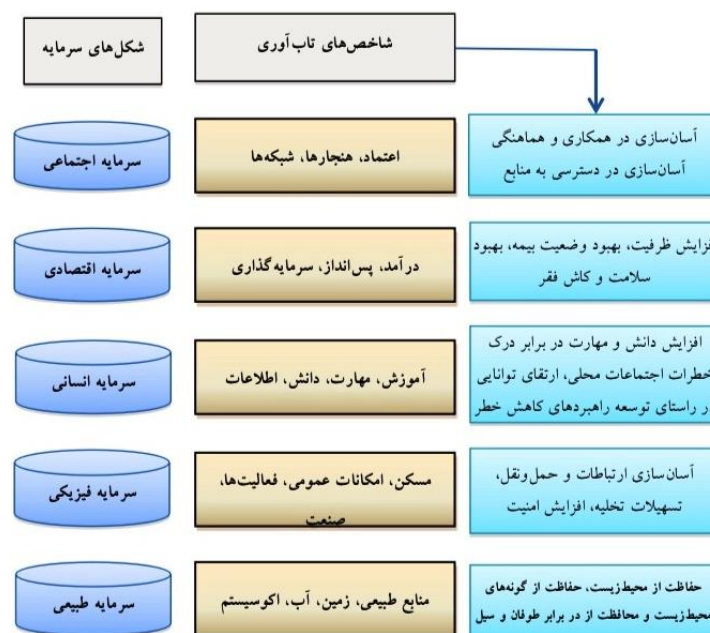 شکل‌های سرمایه
شاخص‌های تاب‌آوری
سرمایه اجتماعی
اعتماد، هنجارها، شبکه‌ها
آسان‌سازی در همکاری و هماهنگی
آسان‌سازی در دسترسی به منابع
سرمایه اقتصادی
درآمد، پس‌انداز، سرمایه‌گذاری
فزایش ظرفیت، بهبود وضعیت بیمه، بهبود
سلامت و کاش فقر
سرمایه انسانی
آموزش، مهارت، دانش، اطلاعات
افزایش دانش و مهارت در برابر درک
خطرات اجتماعات محلی، ارتقای توانایی
ر راستای توسعه راهبردهای کاهش خطر
سرمایه فیزیکی
مسکن، امکانات عمومی، فعالیت‌ها،
صنعت
آسان‌سازی ارتباطات و حمل‌ونقل،
تسهیلات تخلیه، افزایش امنیت
سرمایه طبیعی
منابع طبیعی، زمین، آب، اکوسیستم
حفاظت از محیط‌زیست، حفاظت از گونه‌های
محیط‌زیست و محافظت از در برابر طوفان و سیل